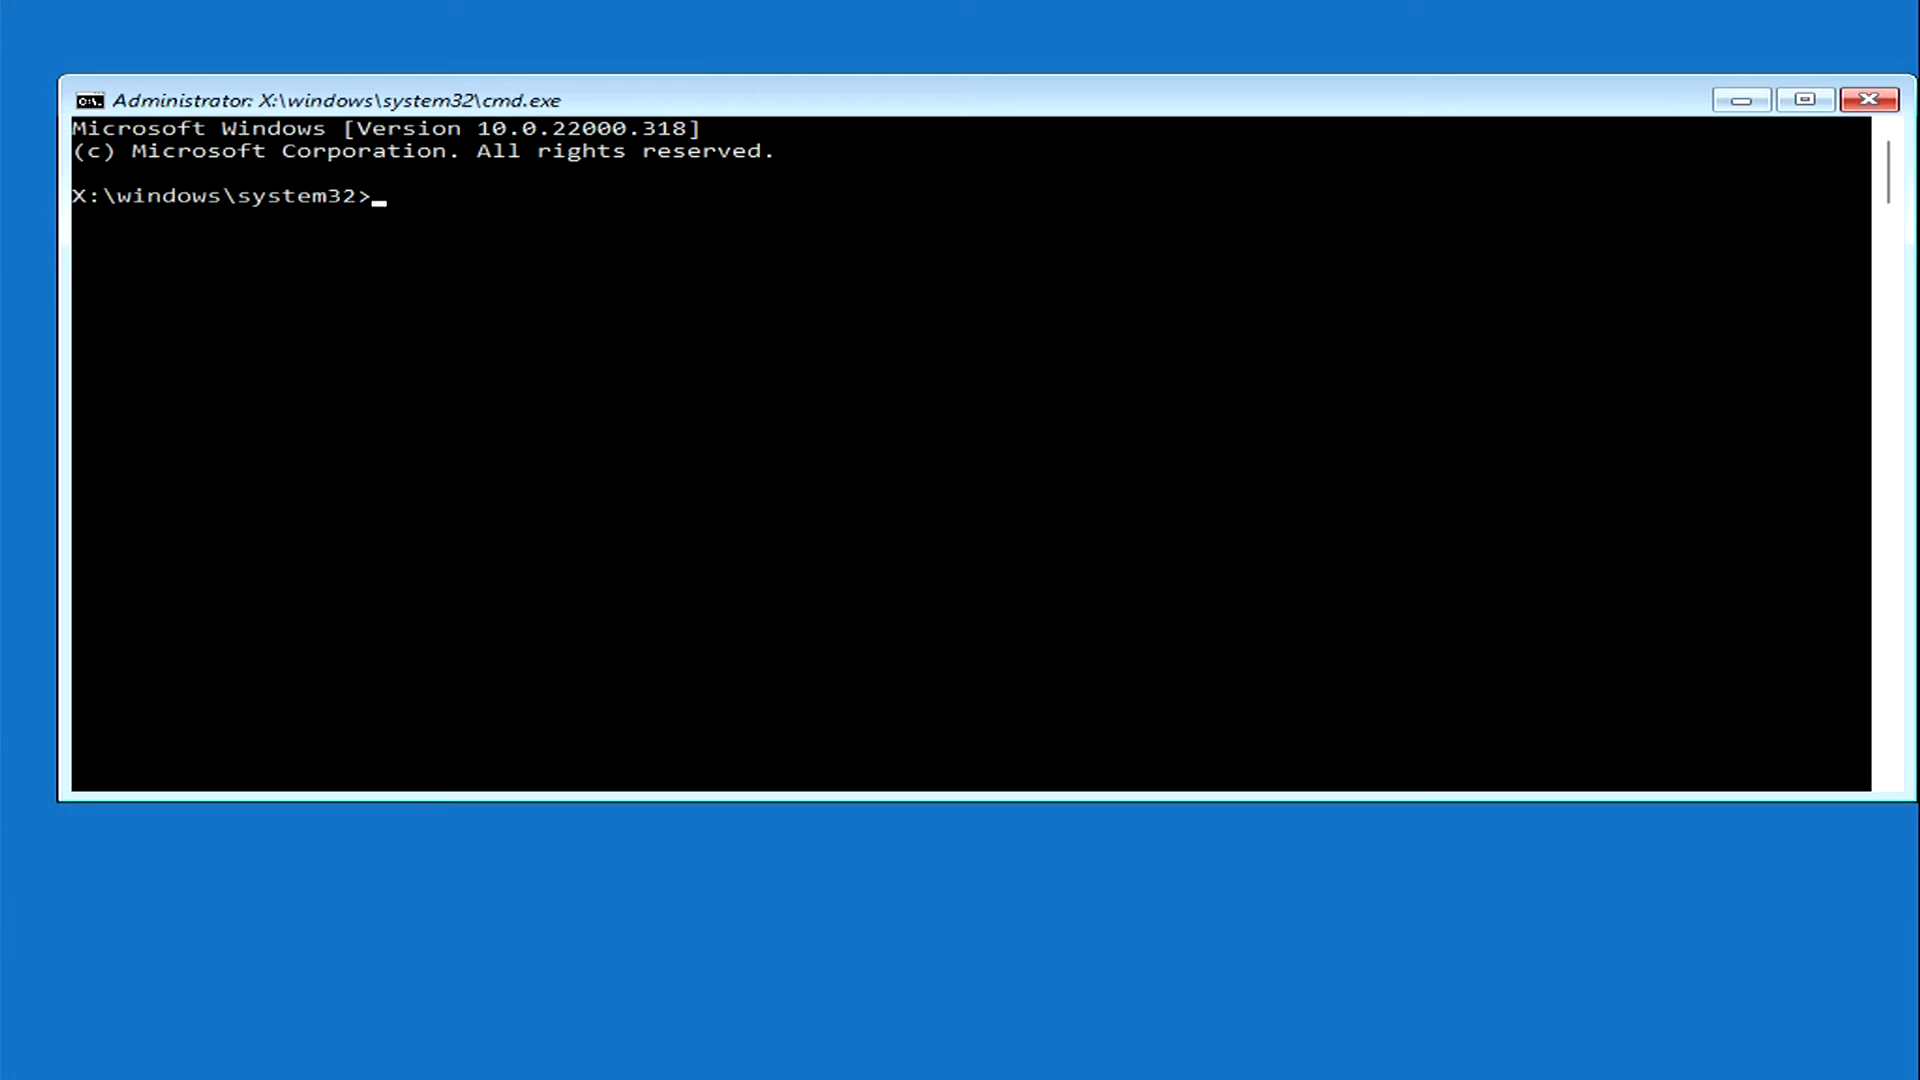 Administrator: X:\windows\system32\cmd.exe
Microsoft Windows [Version 10.0.22000.318]
(c) Microsoft Corporation. All rights reserved.
X:\windows\system32>